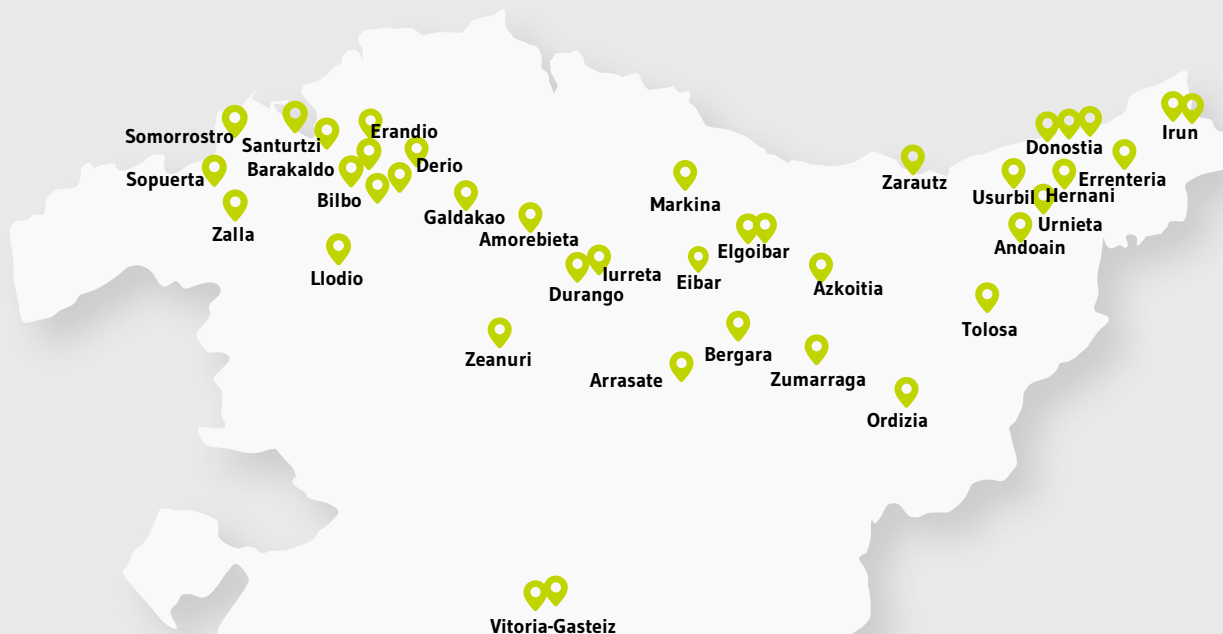 Somorrostro
Santurtzi
Erandio
Barakaldo
Derio
Sopuerta
Bilbo
Zalla
Galdakao
Amorebieta
Llodio
Iurreta
Durango
Zeanuri
Markina
Elgoibar
Eibar
Azkoitia
Bergara
Arrasate
Zumarraga
Ordizia
Zarautz
Donostia
Irun
Errenteria
Usurbil
Hernani
Urnieta
Andoain
Tolosa
Vitoria-Gasteiz